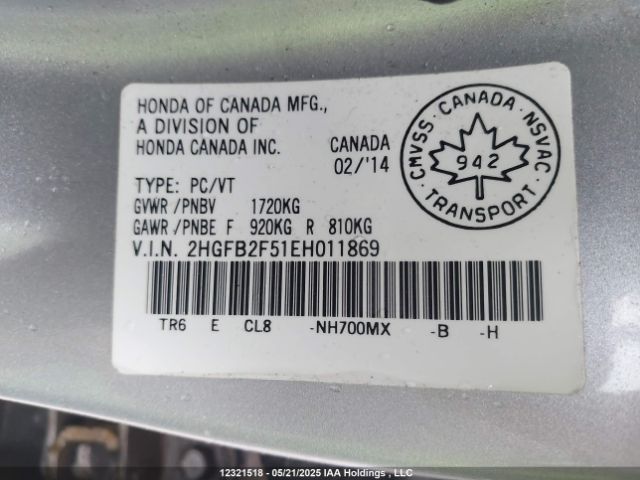 HONDA OF CANADA MFG.,
A DIVISION OF
HONDA CANADA INC.
CANADA
02/'14
TYPE: PC/VT
GVWR /PNBV 1720KG
GAWR /PNBE F 920KG R 810KG
V.I.N. 2HGFB2F51EH011869
TR6 E CL8 -NH700MX -B -H
CMVSS · CANADA · NSVAC
942
TRANSPORT
12321518 - 05/21/2025 IAA Holdings , LLC